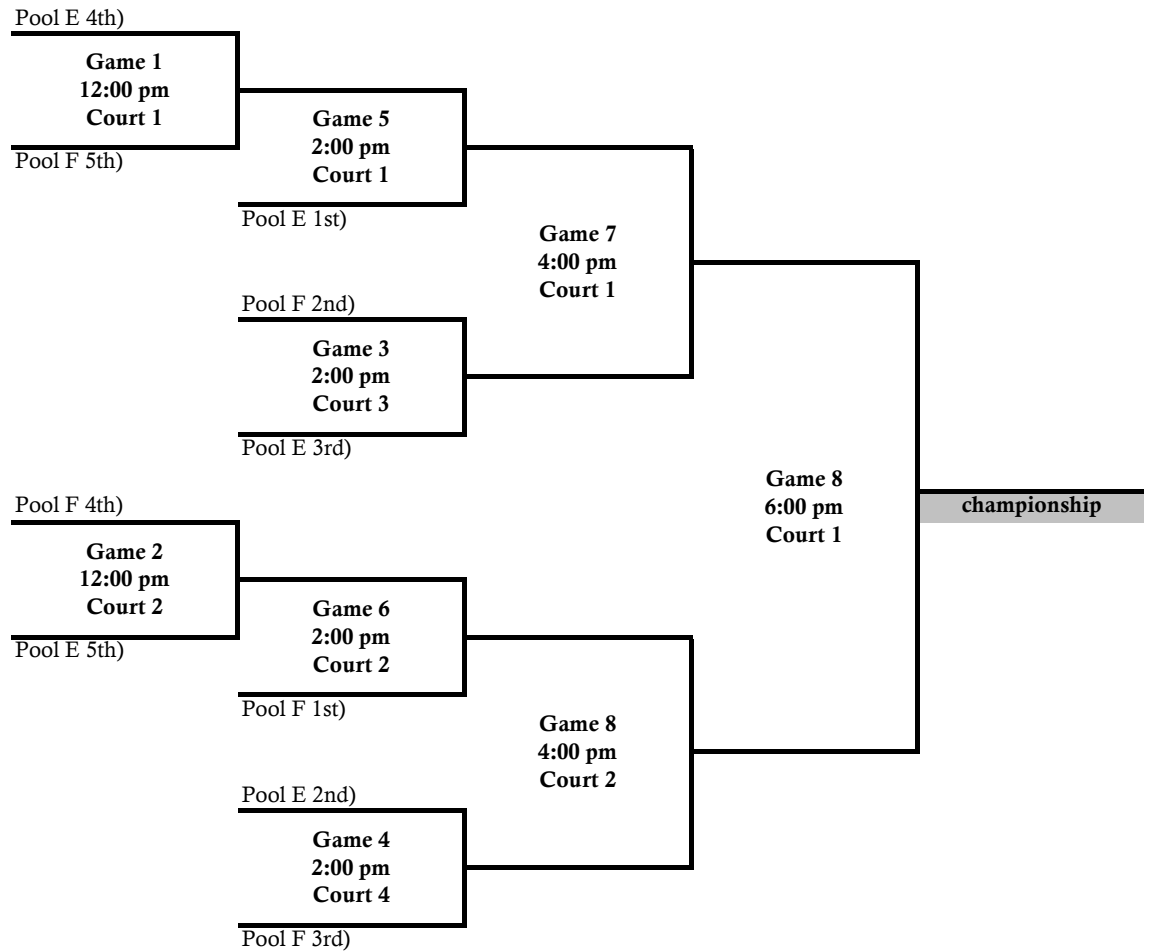 Pool E 4th)
Game 1
12:00 pm
Court 1
Pool F 5th)
Game 5
2:00 pm
Court 1
Pool E 1st)
Game 7
4:00 pm
Court 1
Pool F 2nd)
Game 3
2:00 pm
Court 3
Pool E 3rd)
Game 8
6:00 pm
Court 1
championship
Pool F 4th)
Game 2
12:00 pm
Court 2
Pool E 5th)
Game 6
2:00 pm
Court 2
Pool F 1st)
Game 8
4:00 pm
Court 2
Pool E 2nd)
Game 4
2:00 pm
Court 4
Pool F 3rd)